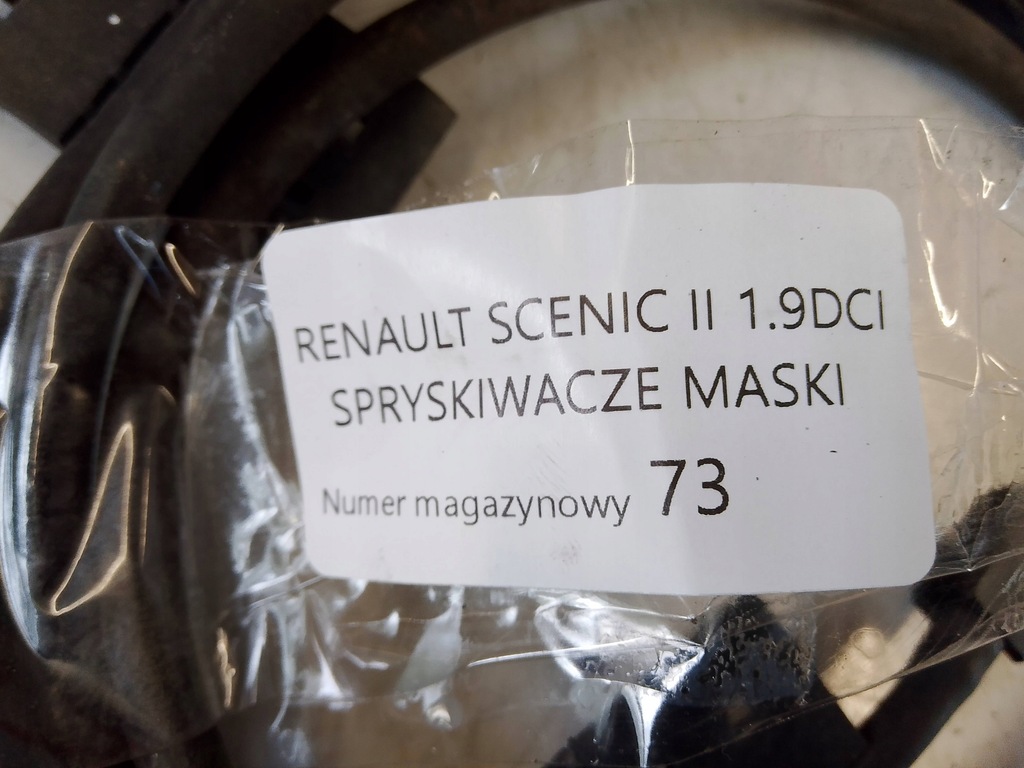 RENAULT SCENIC II 1.9DCI
SPRYSKIWACZE MASKI
Numer magazynowy 73